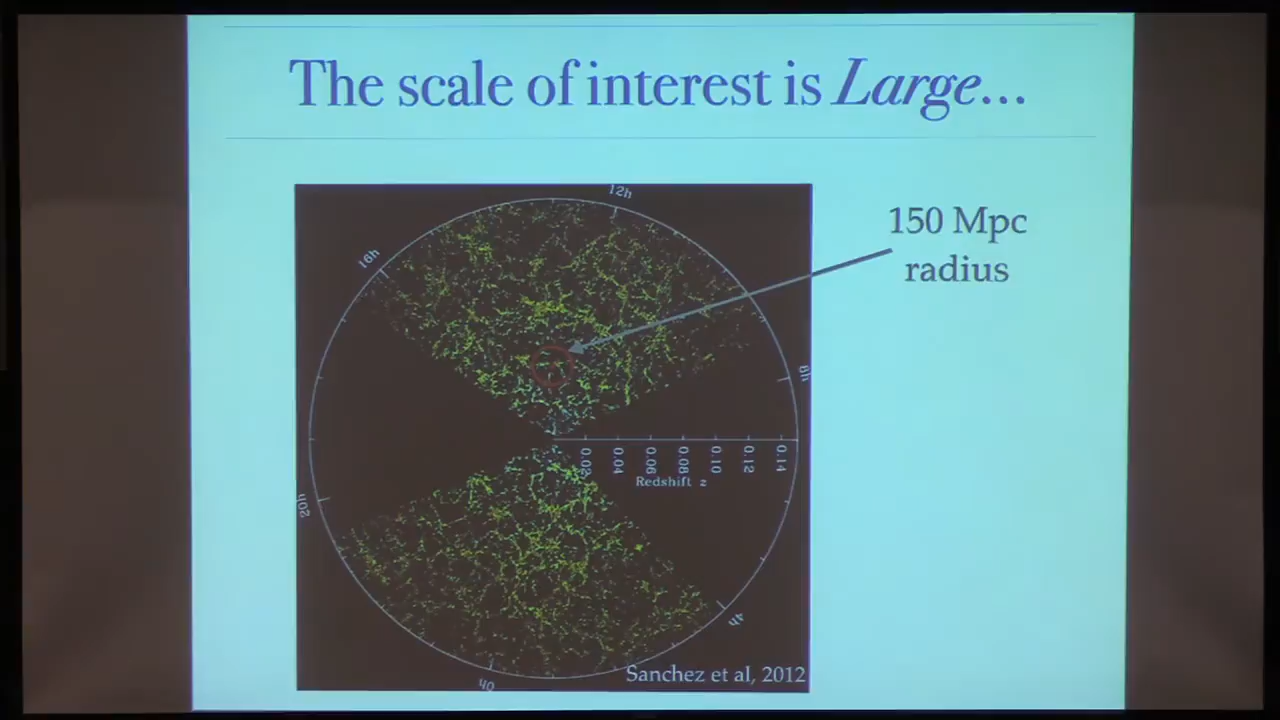 The scale of interest is Large...
150 Mpc
radius
12h
16h
8h
20h
0.02
0.04
0.06
0.08
0.10
0.12
0.14
Redshift z
4h
Sanchez et al, 2012